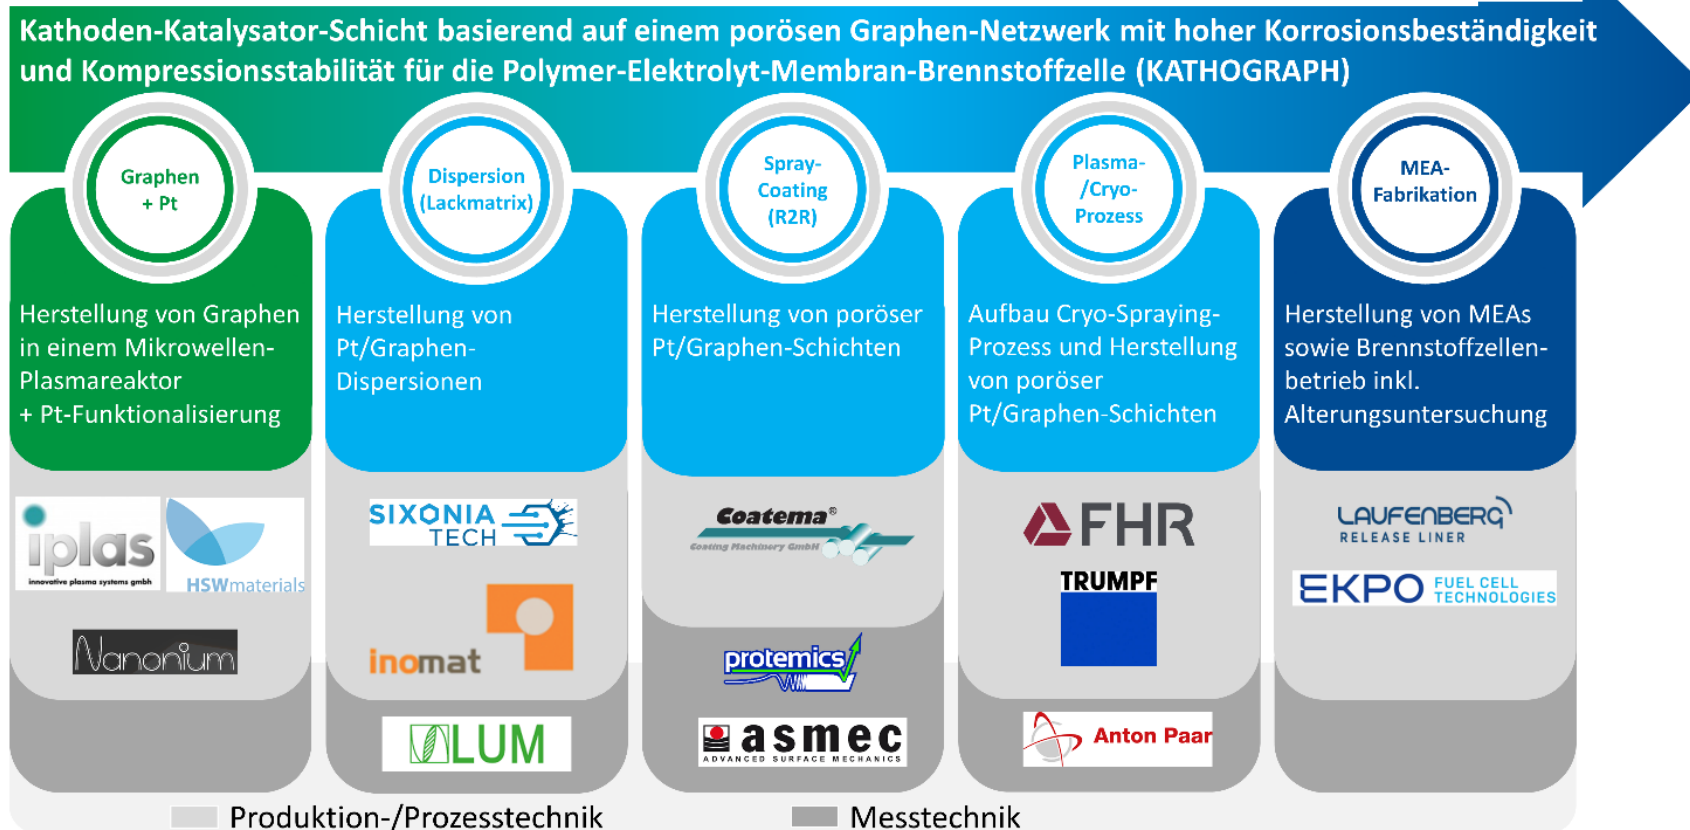 Kathoden-Katalysator-Schicht basierend auf einem porösen Graphen-Netzwerk mit hoher Korrosionsbeständigkeit
und Kompressionsstabilität für die Polymer-Elektrolyt-Membran-Brennstoffzelle (KATHOGRAPH)
Graphen
+ Pt
Herstellung von Graphen
in einem Mikrowellen-
Plasmareaktor
+ Pt-Funktionalisierung
iplas
innovative plasma systems gmbh
HSWmaterials
Nanonium
Dispersion
(Lackmatrix)
Herstellung von
Pt/Graphen-
Dispersionen
SIXONIA
TECH
inomat
LUM
Spray-
Coating
(R2R)
Herstellung von poröser
Pt/Graphen-Schichten
Coatema®
Coating Machinery GmbH
protemics
asmec
ADVANCED SURFACE MECHANICS
Plasma-
/Cryo-
Prozess
Aufbau Cryo-Spraying-
Prozess und Herstellung
von poröser
Pt/Graphen-Schichten
FHR
TRUMPF
Anton Paar
MEA-
Fabrikation
Herstellung von MEAs
sowie Brennstoffzellen-
betrieb inkl.
Alterungsuntersuchung
LAUFENBERG
RELEASE LINER
EKPO FUEL CELL
TECHNOLOGIES
Produktion-/Prozesstechnik
Messtechnik